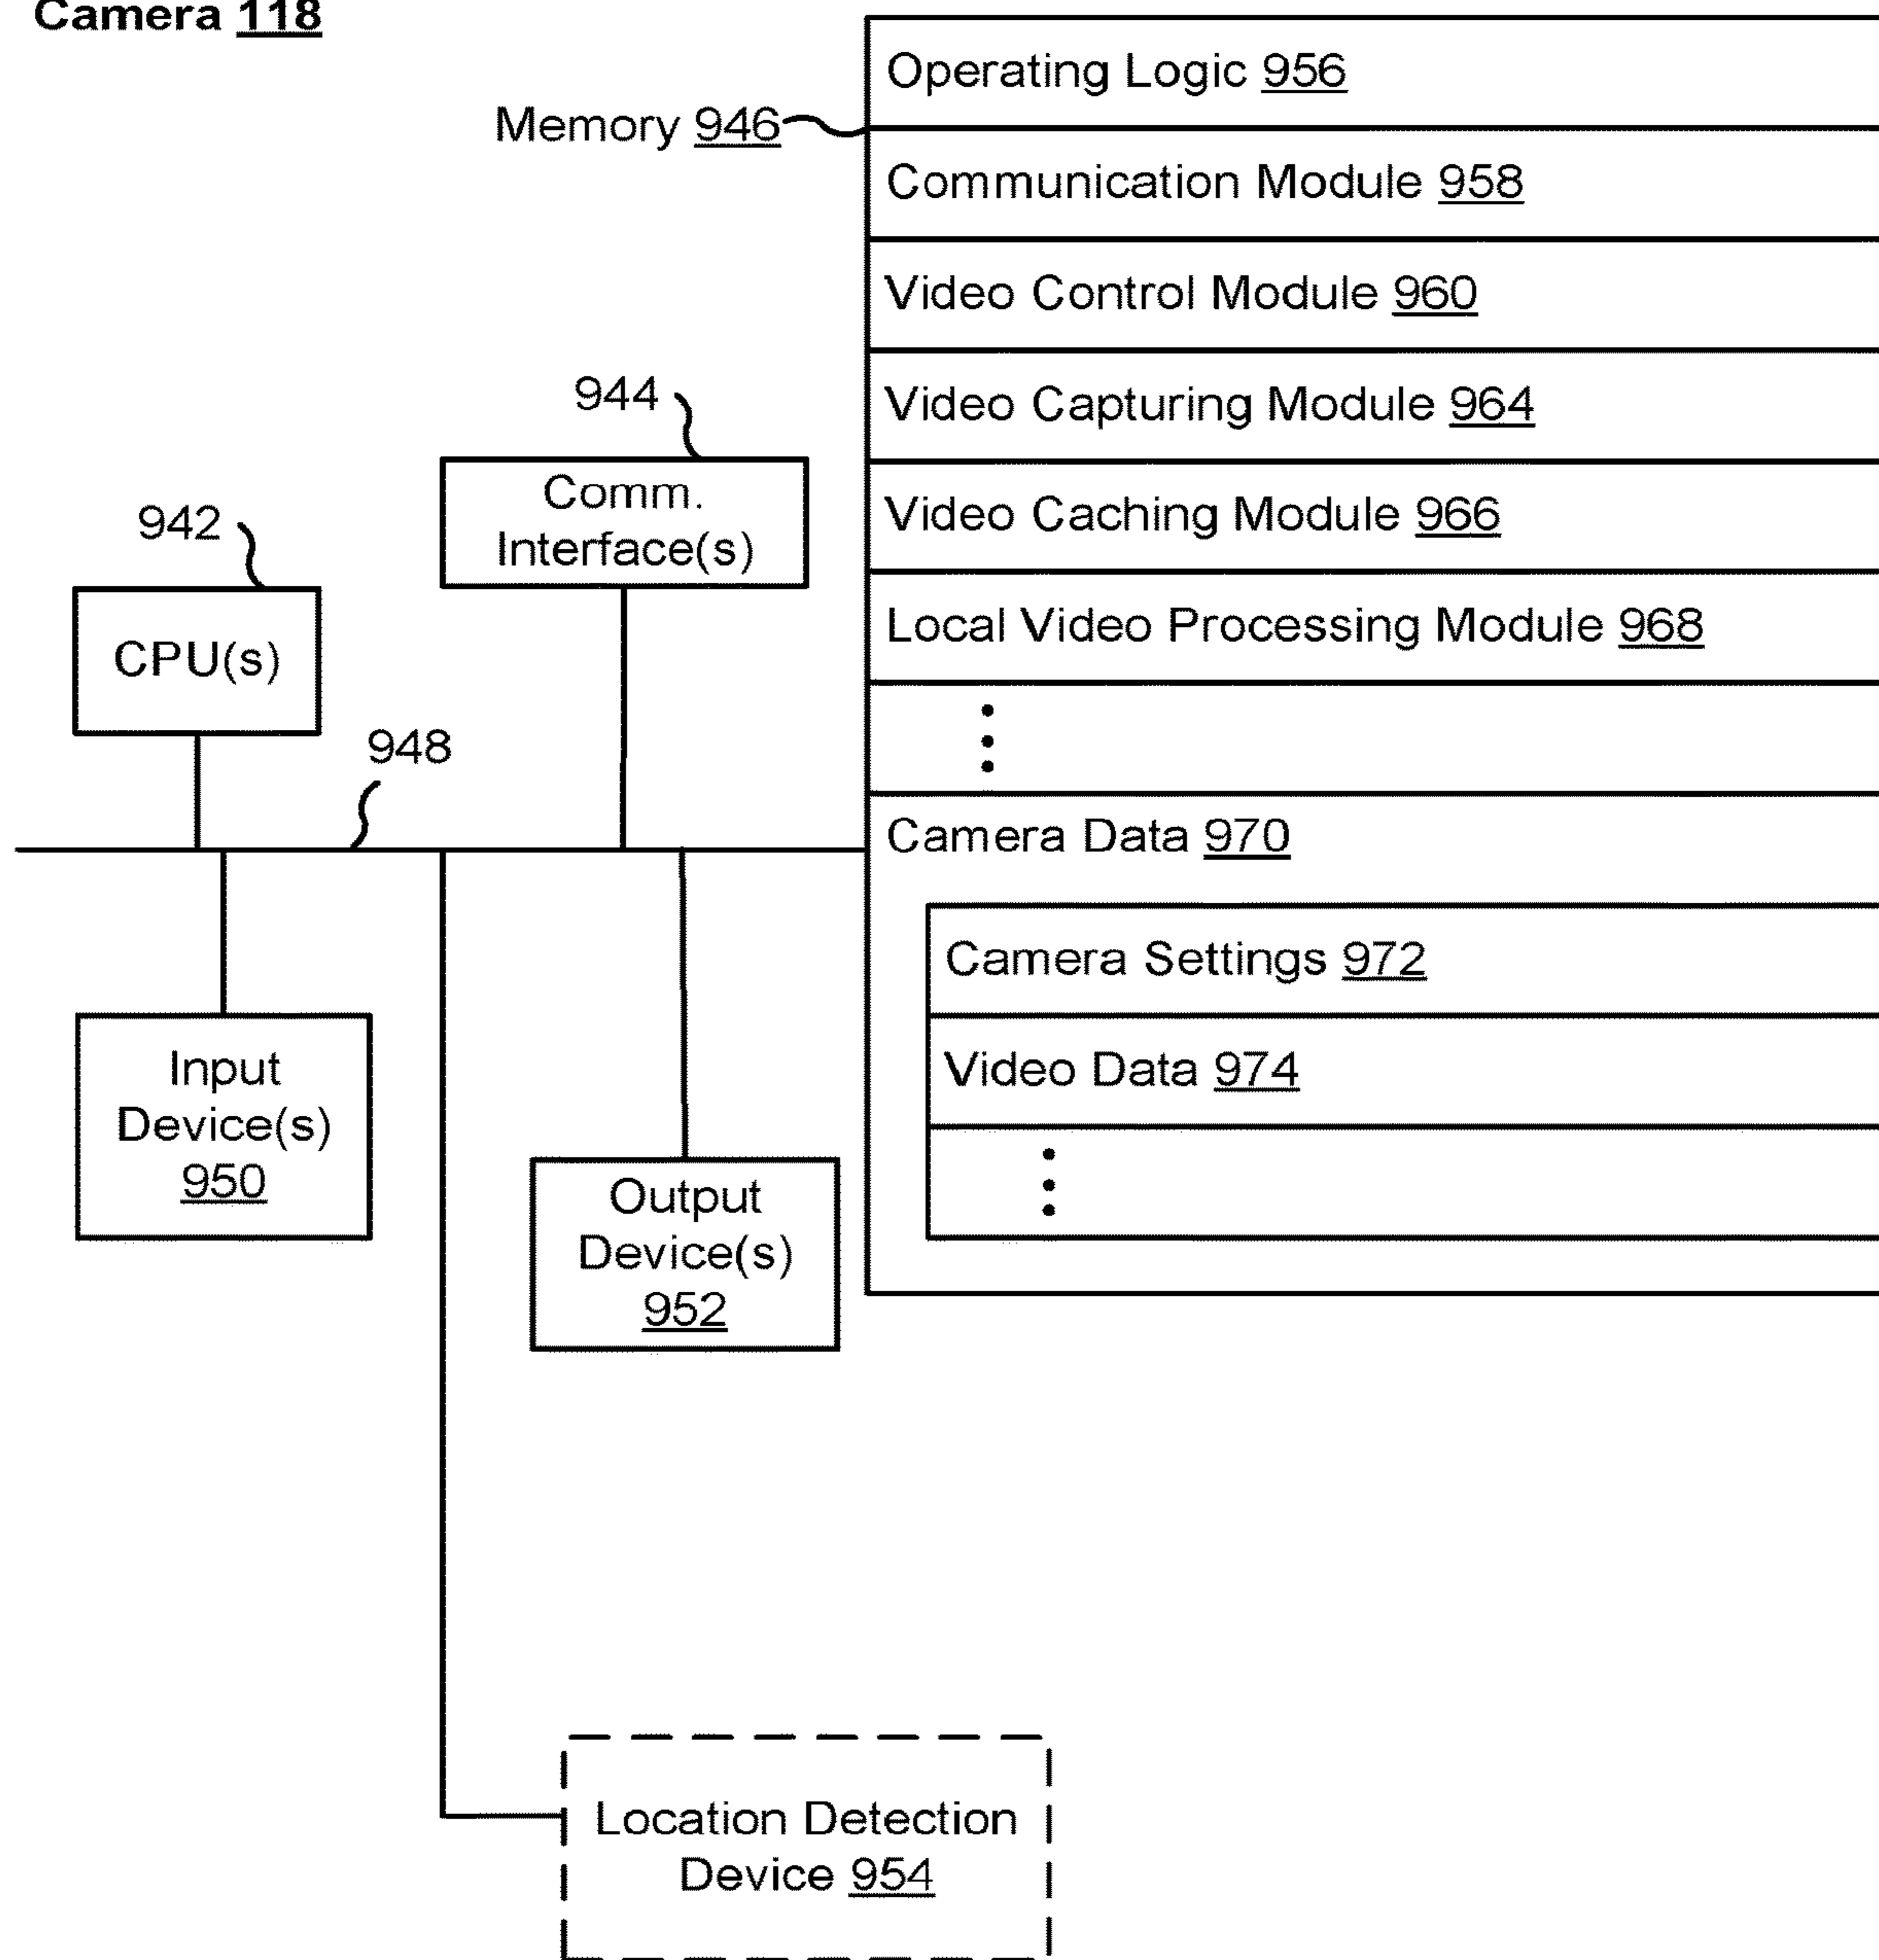 Camera 118
Operating Logic 956
Memory 946
Communication Module 958
Video Control Module 960
944
Video Capturing Module 964
Comm.
Interface(s)
942
Video Caching Module 966
CPU(s)
Local Video Processing Module 968
948
Camera Data 970
Camera Settings 972
Input
Device(s)
950
Video Data 974
Output
Device(s)
952
Location Detection
Device 954